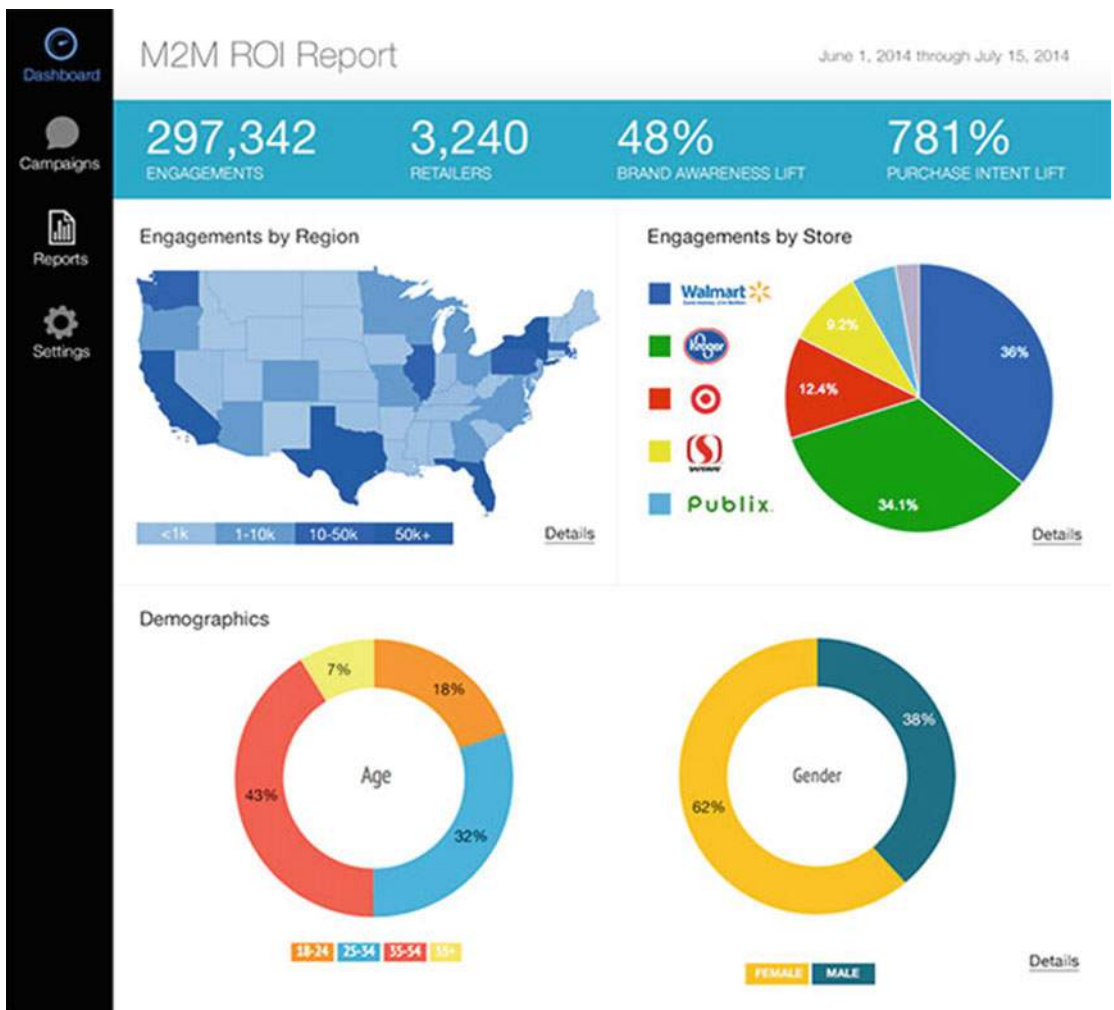 Dashboard
Campaigns
Reports
Settings
M2M ROI Report
June 1, 2014 through July 15, 2014
297,342
ENGAGEMENTS
3,240
RETAILERS
48%
BRAND AWARENESS LIFT
781%
PURCHASE INTENT LIFT
Engagements by Region
<1k 1-10k 10-50k 50k+
Details
Engagements by Store
Walmart
Kroger
Publix.
36%
34.1%
12.4%
9.2%
Details
Demographics
7%
18%
43%
32%
Age
18-24 25-34 35-54 55+
38%
62%
Gender
FEMALE MALE
Details